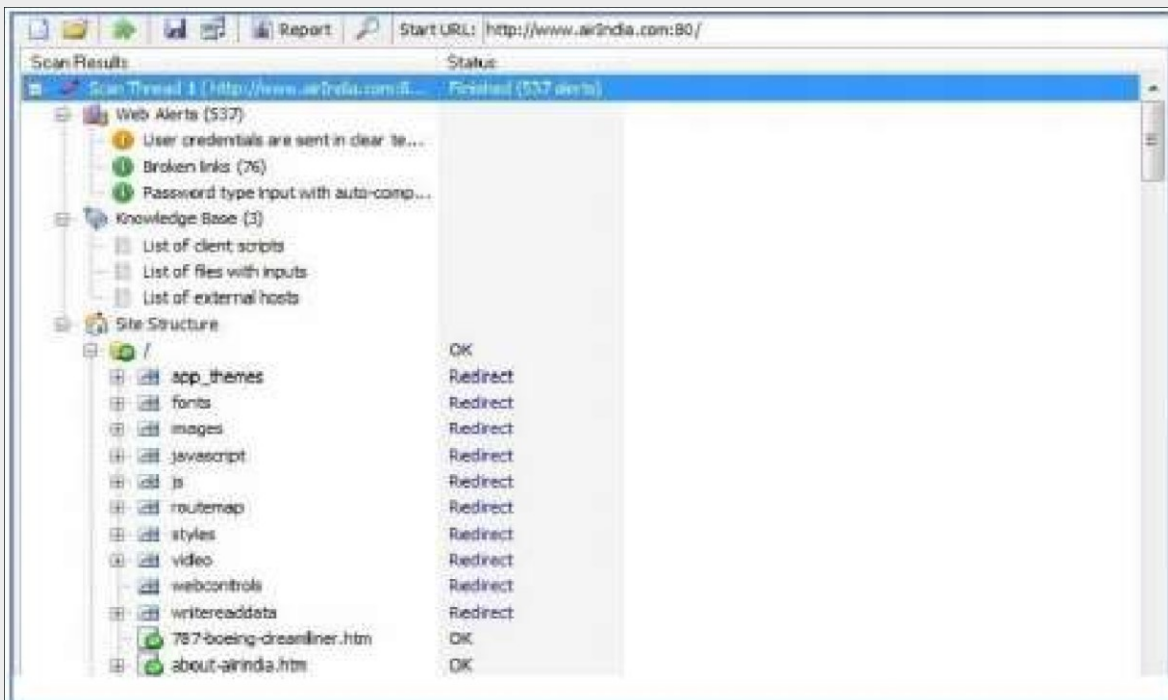 Report Start URL: http://www.airindia.com:80/
Scan Results Status
Scan Thread 1 (http://www.airindia.com:8... Finished (537 alerts)
Web Alerts (537)
User credentials are sent in clear te...
Broken links (76)
Password type input with auto-comp...
Knowledge Base (3)
List of client scripts
List of files with inputs
List of external hosts
Site Structure
/ OK
app_themes Redirect
fonts Redirect
images Redirect
javascript Redirect
js Redirect
routemap Redirect
styles Redirect
video Redirect
webcontrols Redirect
writereaddata Redirect
787-boeing-dreamliner.htm OK
about-airindia.htm OK